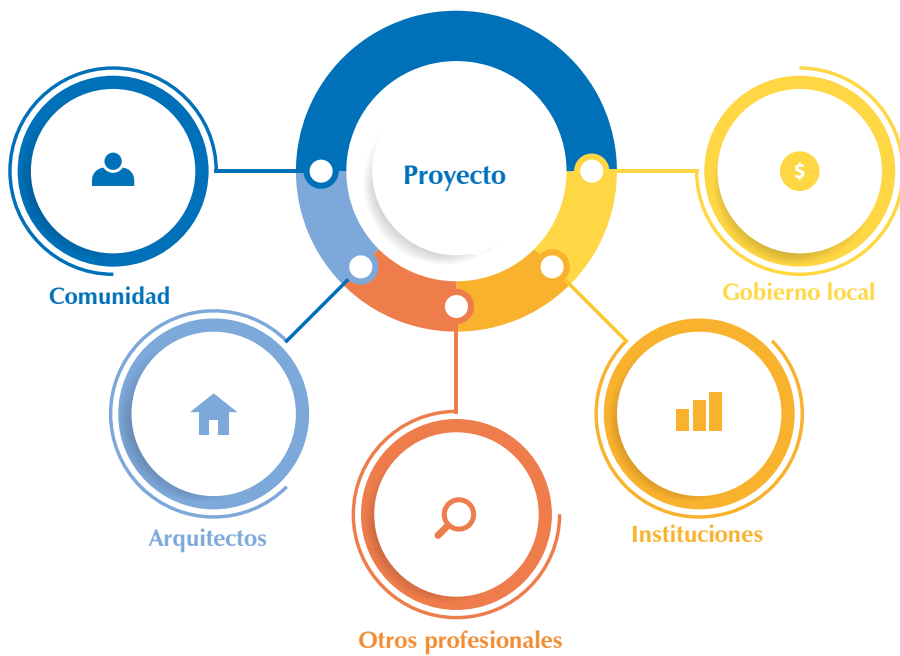 Proyecto
$
Comunidad
Gobierno local
Arquitectos
Instituciones
Otros profesionales